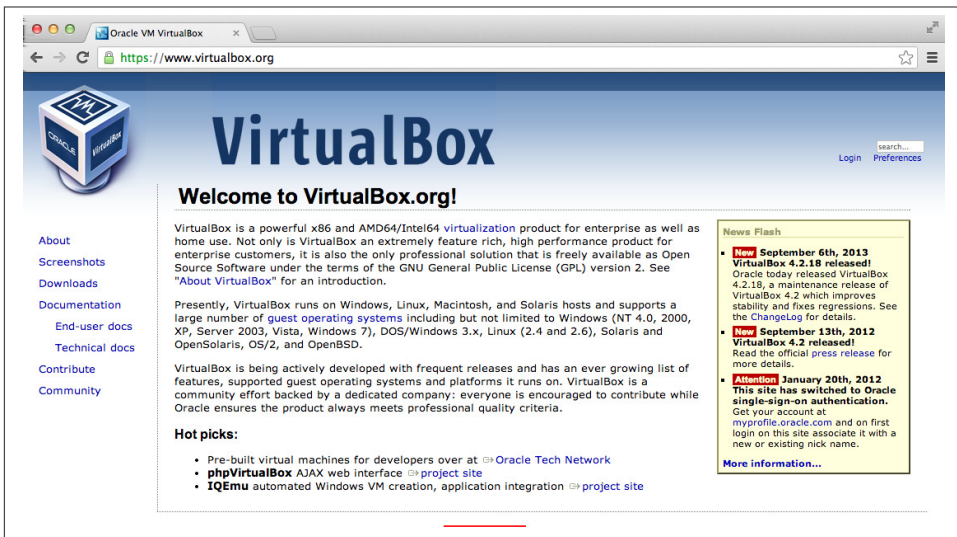 Oracle VM VirtualBox
https://www.virtualbox.org
ORACLE
VirtualBox
VirtualBox
search...
Login Preferences
Welcome to VirtualBox.org!
About
Screenshots
Downloads
Documentation
End-user docs
Technical docs
Contribute
Community
VirtualBox is a powerful x86 and AMD64/Intel64 virtualization product for enterprise as well as
home use. Not only is VirtualBox an extremely feature rich, high performance product for
enterprise customers, it is also the only professional solution that is freely available as Open
Source Software under the terms of the GNU General Public License (GPL) version 2. See
"About VirtualBox" for an introduction.
Presently, VirtualBox runs on Windows, Linux, Macintosh, and Solaris hosts and supports a
large number of guest operating systems including but not limited to Windows (NT 4.0, 2000,
XP, Server 2003, Vista, Windows 7), DOS/Windows 3.x, Linux (2.4 and 2.6), Solaris and
OpenSolaris, OS/2, and OpenBSD.
VirtualBox is being actively developed with frequent releases and has an ever growing list of
features, supported guest operating systems and platforms it runs on. VirtualBox is a
community effort backed by a dedicated company: everyone is encouraged to contribute while
Oracle ensures the product always meets professional quality criteria.
Hot picks:
• Pre-built virtual machines for developers over at Oracle Tech Network
• phpVirtualBox AJAX web interface project site
• IQEmu automated Windows VM creation, application integration project site
News Flash
New September 6th, 2013
VirtualBox 4.2.18 released!
Oracle today released VirtualBox
4.2.18, a maintenance release of
VirtualBox 4.2 which improves
stability and fixes regressions. See
the ChangeLog for details.
New September 13th, 2012
VirtualBox 4.2 released!
Read the official press release for
more details.
Attention January 20th, 2012
This site has switched to Oracle
single-sign-on authentication.
Get your account at
myprofile.oracle.com and on first
login on this site associate it with a
new or existing nick name.
More information...